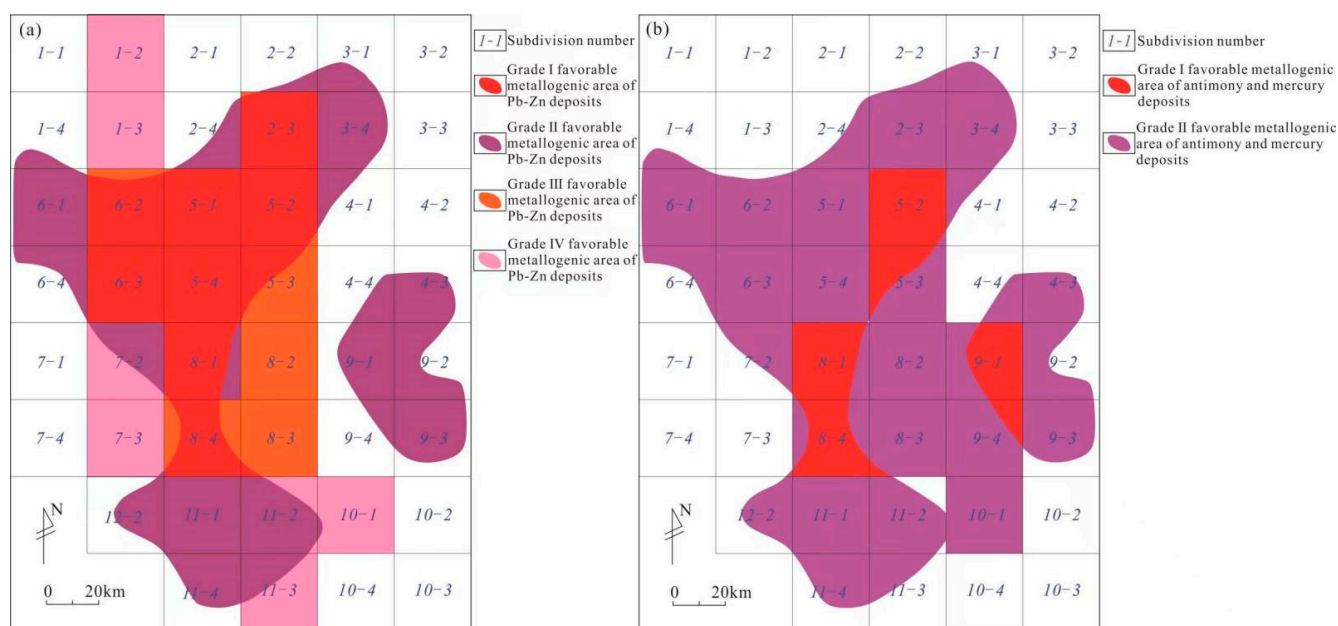 (a)
1-1 1-2 2-1 2-2 3-1 3-2
1-4 1-3 2-4 2-3 3-4 3-3
6-1 6-2 5-1 5-2 4-1 4-2
6-4 6-3 5-4 5-3 4-4 4-3
7-1 7-2 8-1 8-2 9-1 9-2
7-4 7-3 8-4 8-3 9-4 9-3
N 12-2 11-1 11-2 10-1 10-2
0 20km 11-4 11-3 10-4 10-3
1-1 Subdivision number
Grade I favorable
metallogenic area of
Pb-Zn deposits
Grade II favorable
metallogenic area of
Pb-Zn deposits
Grade III favorable
metallogenic area of
Pb-Zn deposits
Grade IV favorable
metallogenic area of
Pb-Zn deposits
(b)
1-1 1-2 2-1 2-2 3-1 3-2
1-4 1-3 2-4 2-3 3-4 3-3
6-1 6-2 5-1 5-2 4-1 4-2
6-4 6-3 5-4 5-3 4-4 4-3
7-1 7-2 8-1 8-2 9-1 9-2
7-4 7-3 8-4 8-3 9-4 9-3
N 12-2 11-1 11-2 10-1 10-2
0 20km 11-4 11-3 10-4 10-3
1-1 Subdivision number
Grade I favorable metallogenic
area of antimony and mercury
deposits
Grade II favorable metallogenic
area of antimony and mercury
deposits